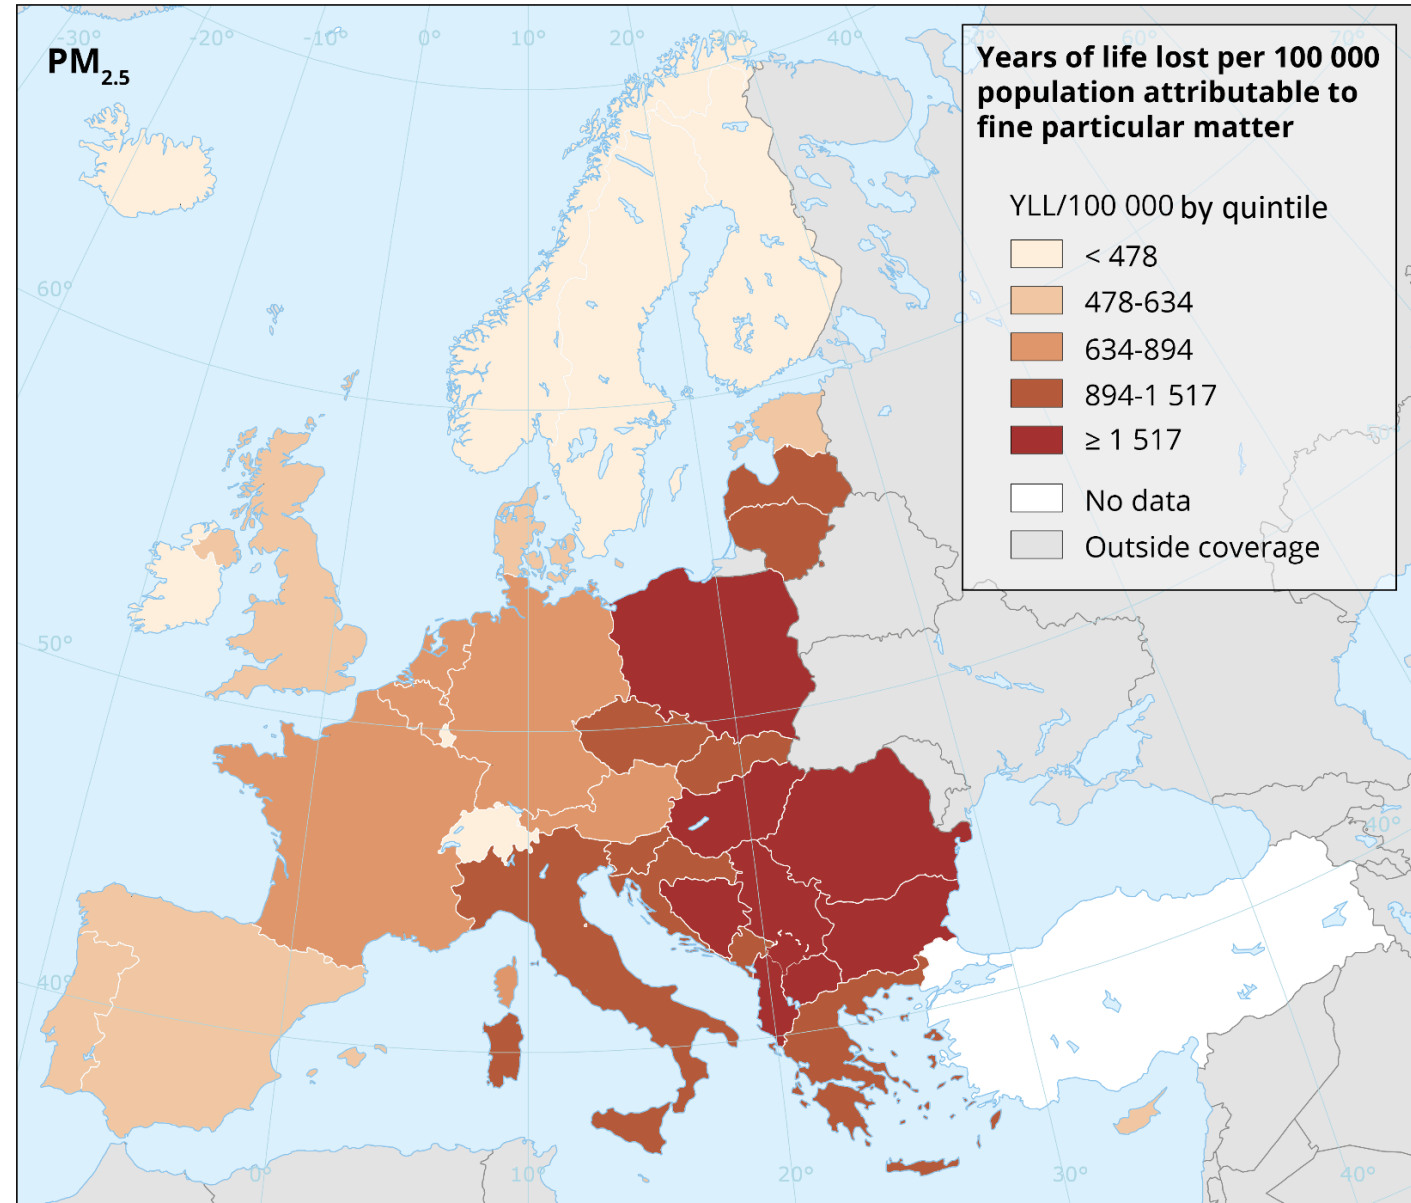 -30° -20° -10° 0° 10° 20° 30° 40° 50° 70°
PM2.5
Years of life lost per 100 000
population attributable to
fine particular matter
YLL/100 000 by quintile
< 478
478-634
634-894
894-1 517
≥ 1 517
No data
Outside coverage
60°
50°
50°
40°
40°
0° 10° 20° 30° 40°